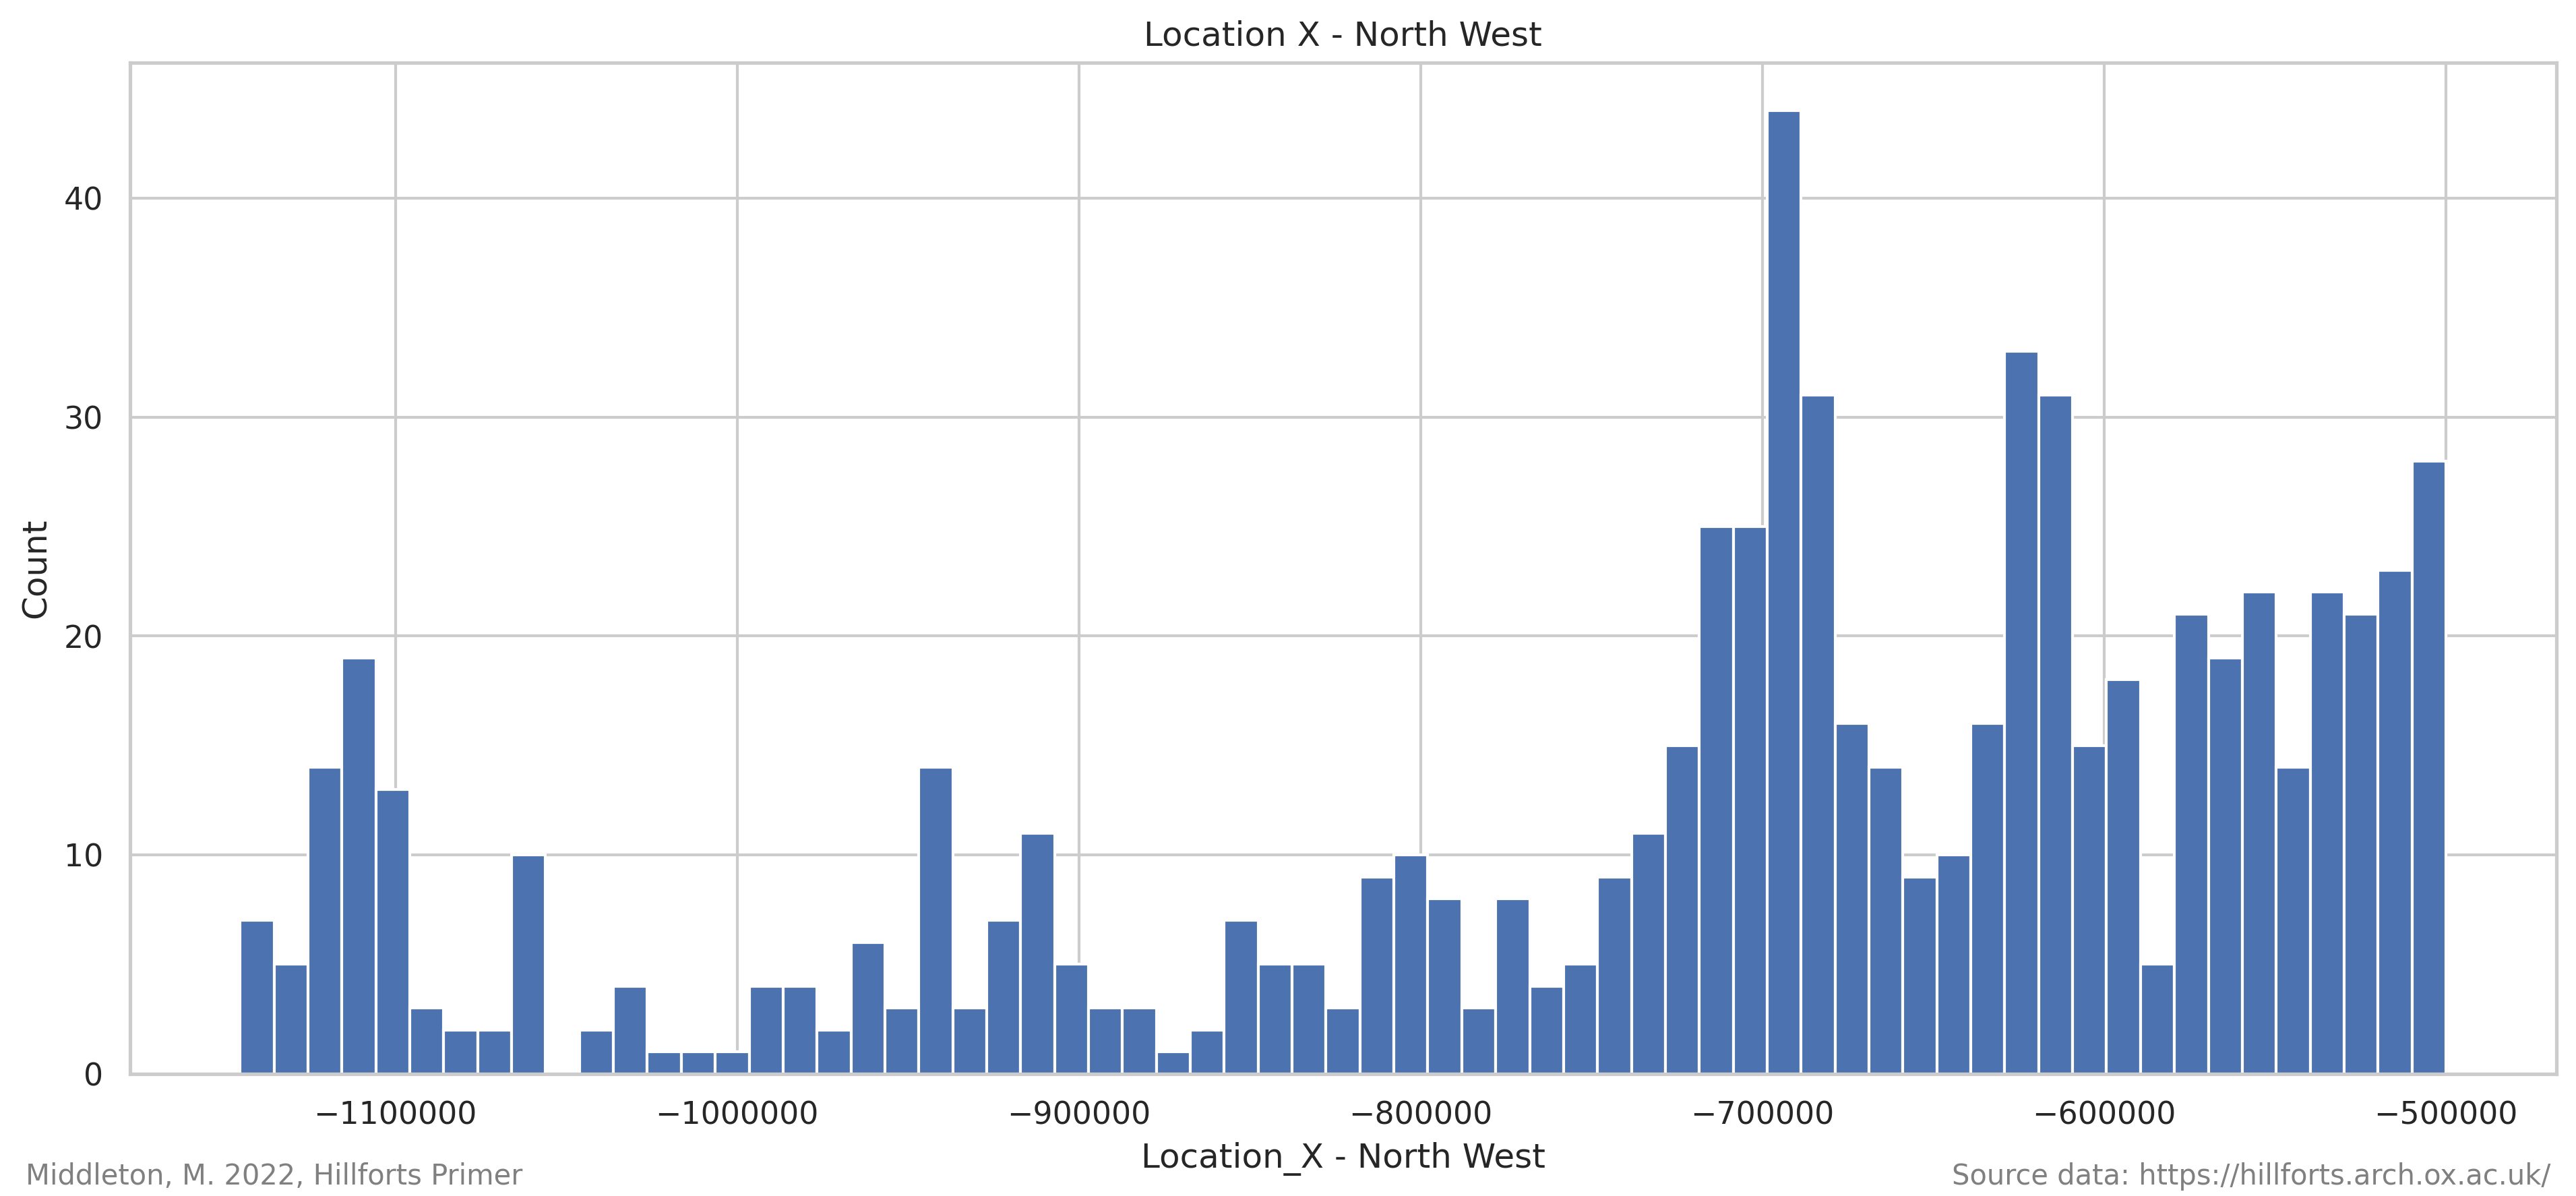 Location X - North West
40
30
20
10
0
Count
−1100000 −1000000 −900000 −800000 −700000 −600000 −500000
Location_X - North West
Middleton, M. 2022, Hillforts Primer
Source data: https://hillforts.arch.ox.ac.uk/